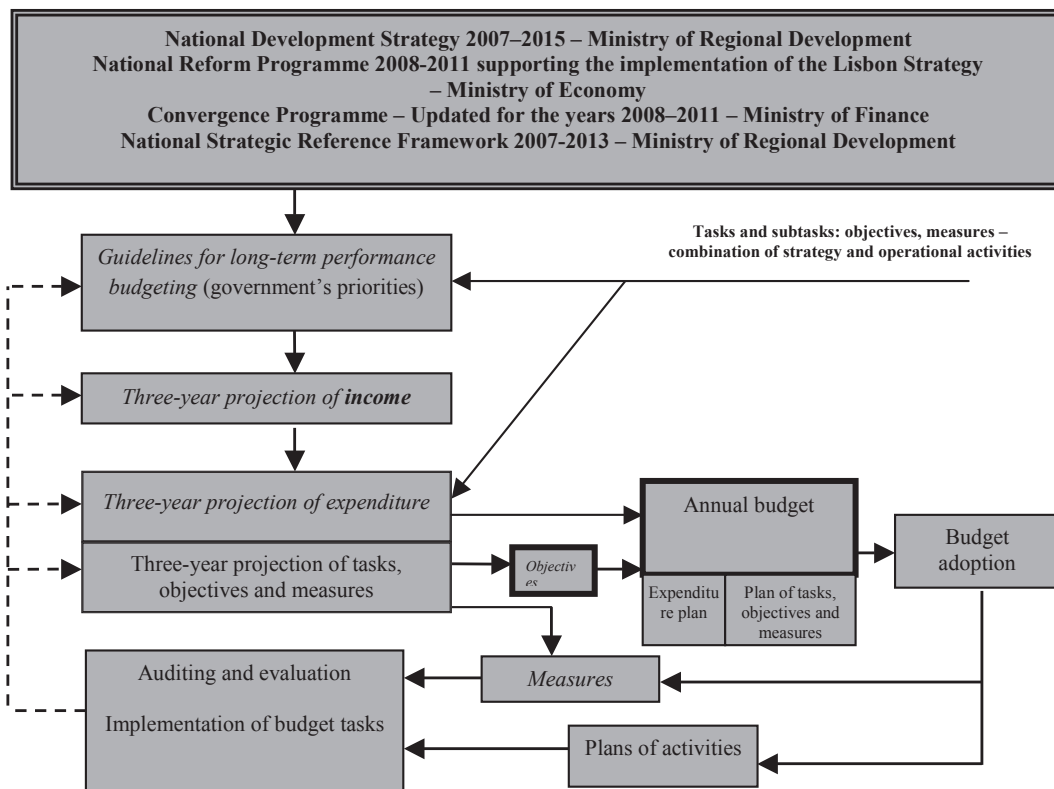 National Development Strategy 2007–2015 – Ministry of Regional Development
National Reform Programme 2008-2011 supporting the implementation of the Lisbon Strategy
– Ministry of Economy
Convergence Programme – Updated for the years 2008–2011 – Ministry of Finance
National Strategic Reference Framework 2007-2013 – Ministry of Regional Development
Tasks and subtasks: objectives, measures –
combination of strategy and operational activities
Guidelines for long-term performance
budgeting (government's priorities)
Three-year projection of income
Three-year projection of expenditure
Three-year projection of tasks,
objectives and measures
Objectiv
es
Annual budget
Expenditu
re plan
Plan of tasks,
objectives and
measures
Budget
adoption
Auditing and evaluation
Implementation of budget tasks
Measures
Plans of activities